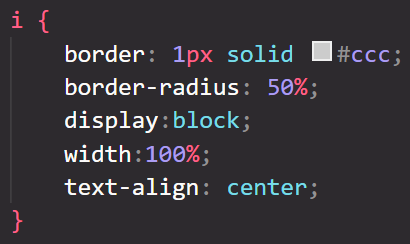 i {
border: 1px solid #ccc;
border-radius: 50%;
display:block;
width:100%;
text-align: center;
}